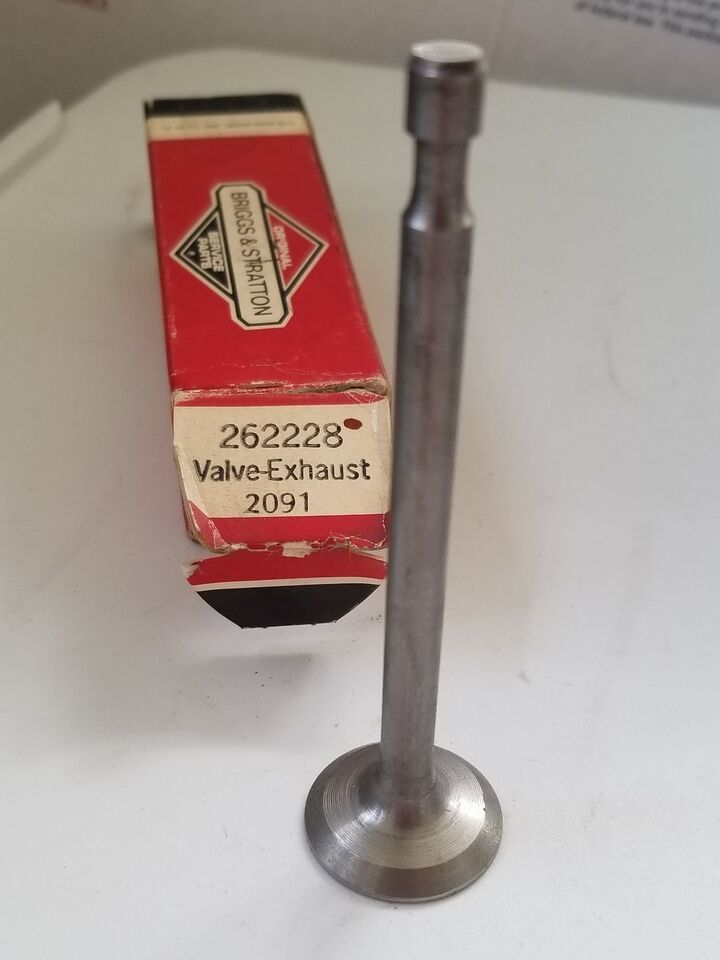 ORIGINAL
BRIGGS & STRATTON
SERVICE
PARTS
262228
Valve-Exhaust
2091